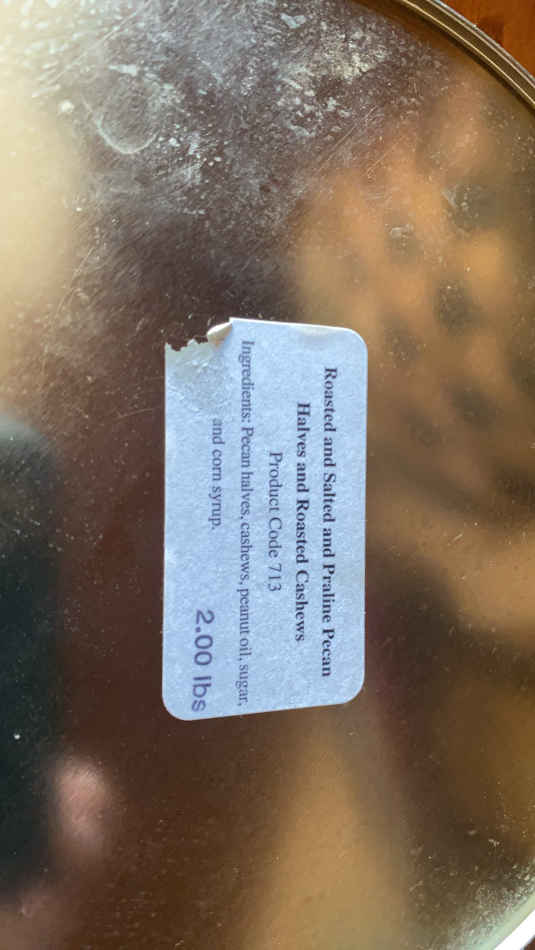 Roasted and Salted and Praline Pecan
Halves and Roasted Cashews
Product Code 713
Ingredients: Pecan halves, cashews, peanut oil, sugar,
and corn syrup.
2.00 lbs